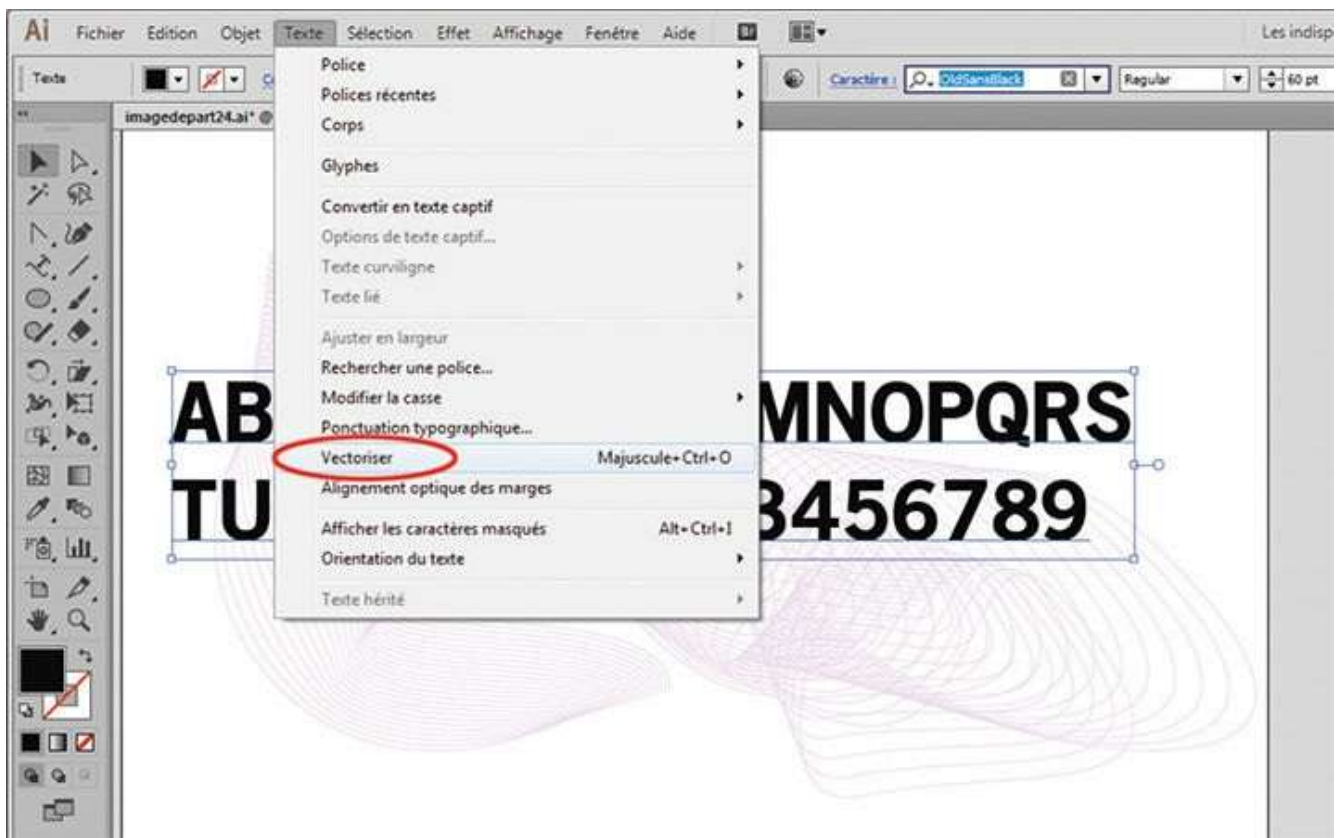 Ai Fichier Edition Objet Texte Sélection Effet Affichage Fenêtre Aide Br Les indisp
Texte Caractère : OldSansBlack Regular 60 pt
imagedepart24.ai* @
Police
Polices récentes
Corps
Glyphes
Convertir en texte captif
Options de texte captif...
Texte curviligne
Texte lié
Ajuster en largeur
Rechercher une police...
Modifier la casse
Ponctuation typographique...
Vectoriser Majuscule+Ctrl+O
Alignement optique des marges
Afficher les caractères masqués Alt+Ctrl+I
Orientation du texte
Texte hérité
AB MNOPQRS
TU 3456789